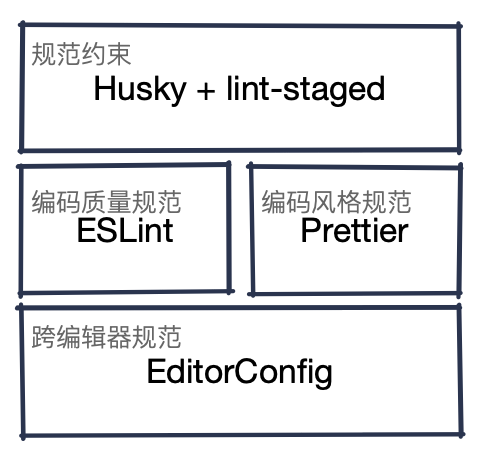 规范约束
Husky + lint-staged
编码质量规范
ESLint
编码风格规范
Prettier
跨编辑器规范
EditorConfig